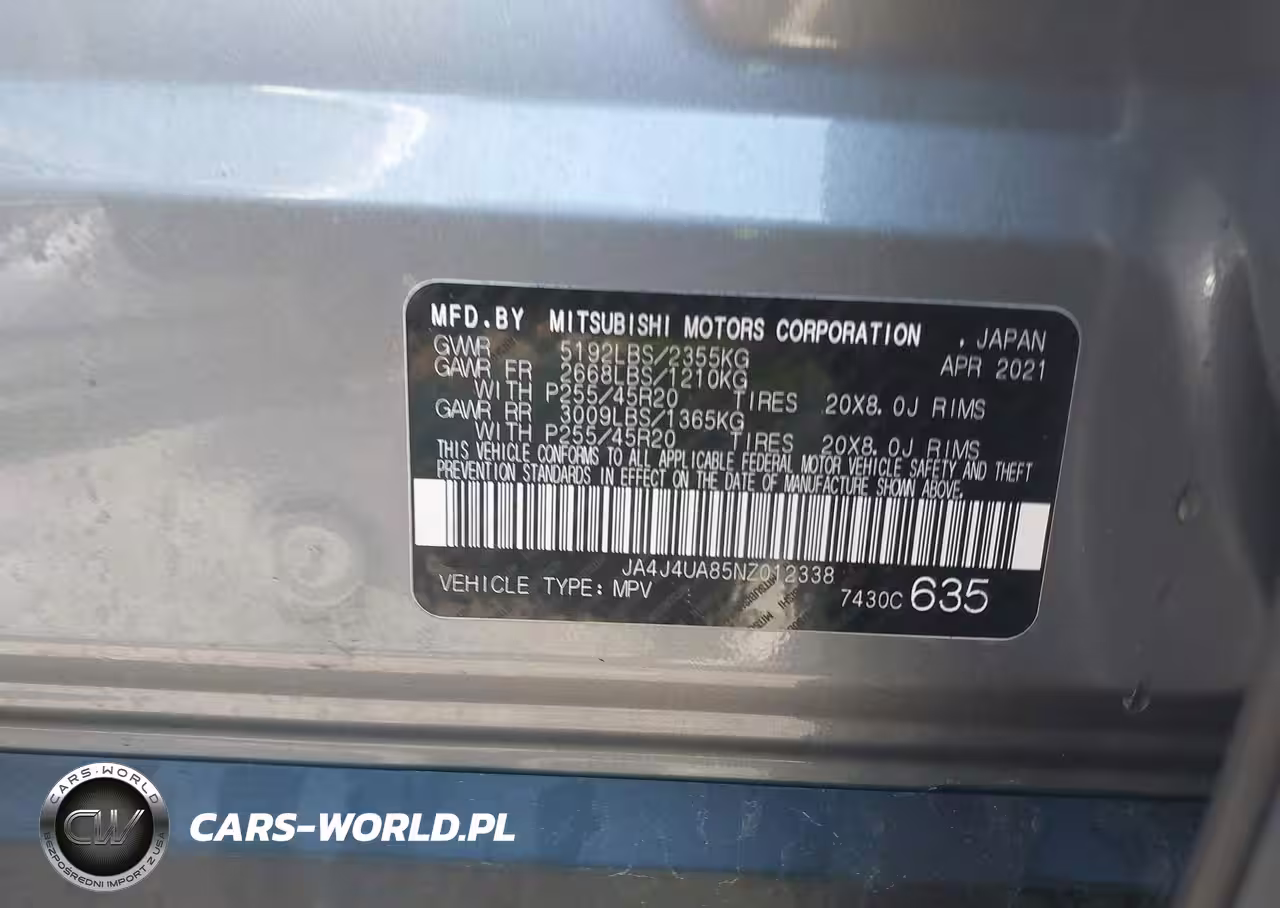 MFD.BY MITSUBISHI MOTORS CORPORATION . JAPAN
GVWR 5192LBS/2355KG APR 2021
GAWR FR 2668LBS/1210KG
WITH P255/45R20 TIRES 20X8.0J RIMS
GAWR RR 3009LBS/1365KG
WITH P255/45R20 TIRES 20X8.0J RIMS
THIS VEHICLE CONFORMS TO ALL APPLICABLE FEDERAL MOTOR VEHICLE SAFETY AND THEFT
PREVENTION STANDARDS IN EFFECT ON THE DATE OF MANUFACTURE SHOWN ABOVE.
JA4J4UA85NZ012338
VEHICLE TYPE: MPV 7430C 635
CARS-WORLD
CW
BEZPOŚREDNI IMPORT Z USA
CARS-WORLD.PL